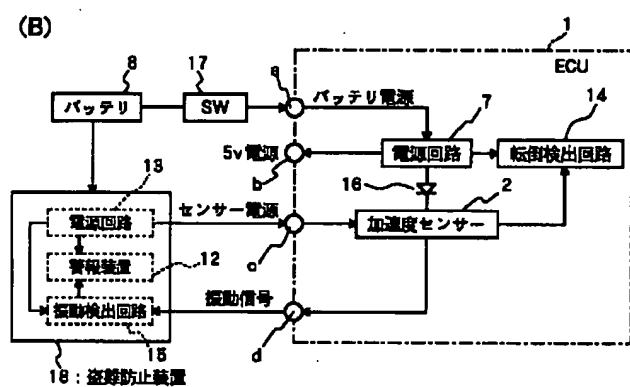 (B)
1
8
17
a
ECU
バッテリ
SW
バッテリ電源
7
14
5v電源
b
電源回路
転倒検出回路
13
16
2
電源回路
センサー電源
加速度センサー
c
警報装置
12
振動信号
振動検出回路
d
15
18：盗難防止装置